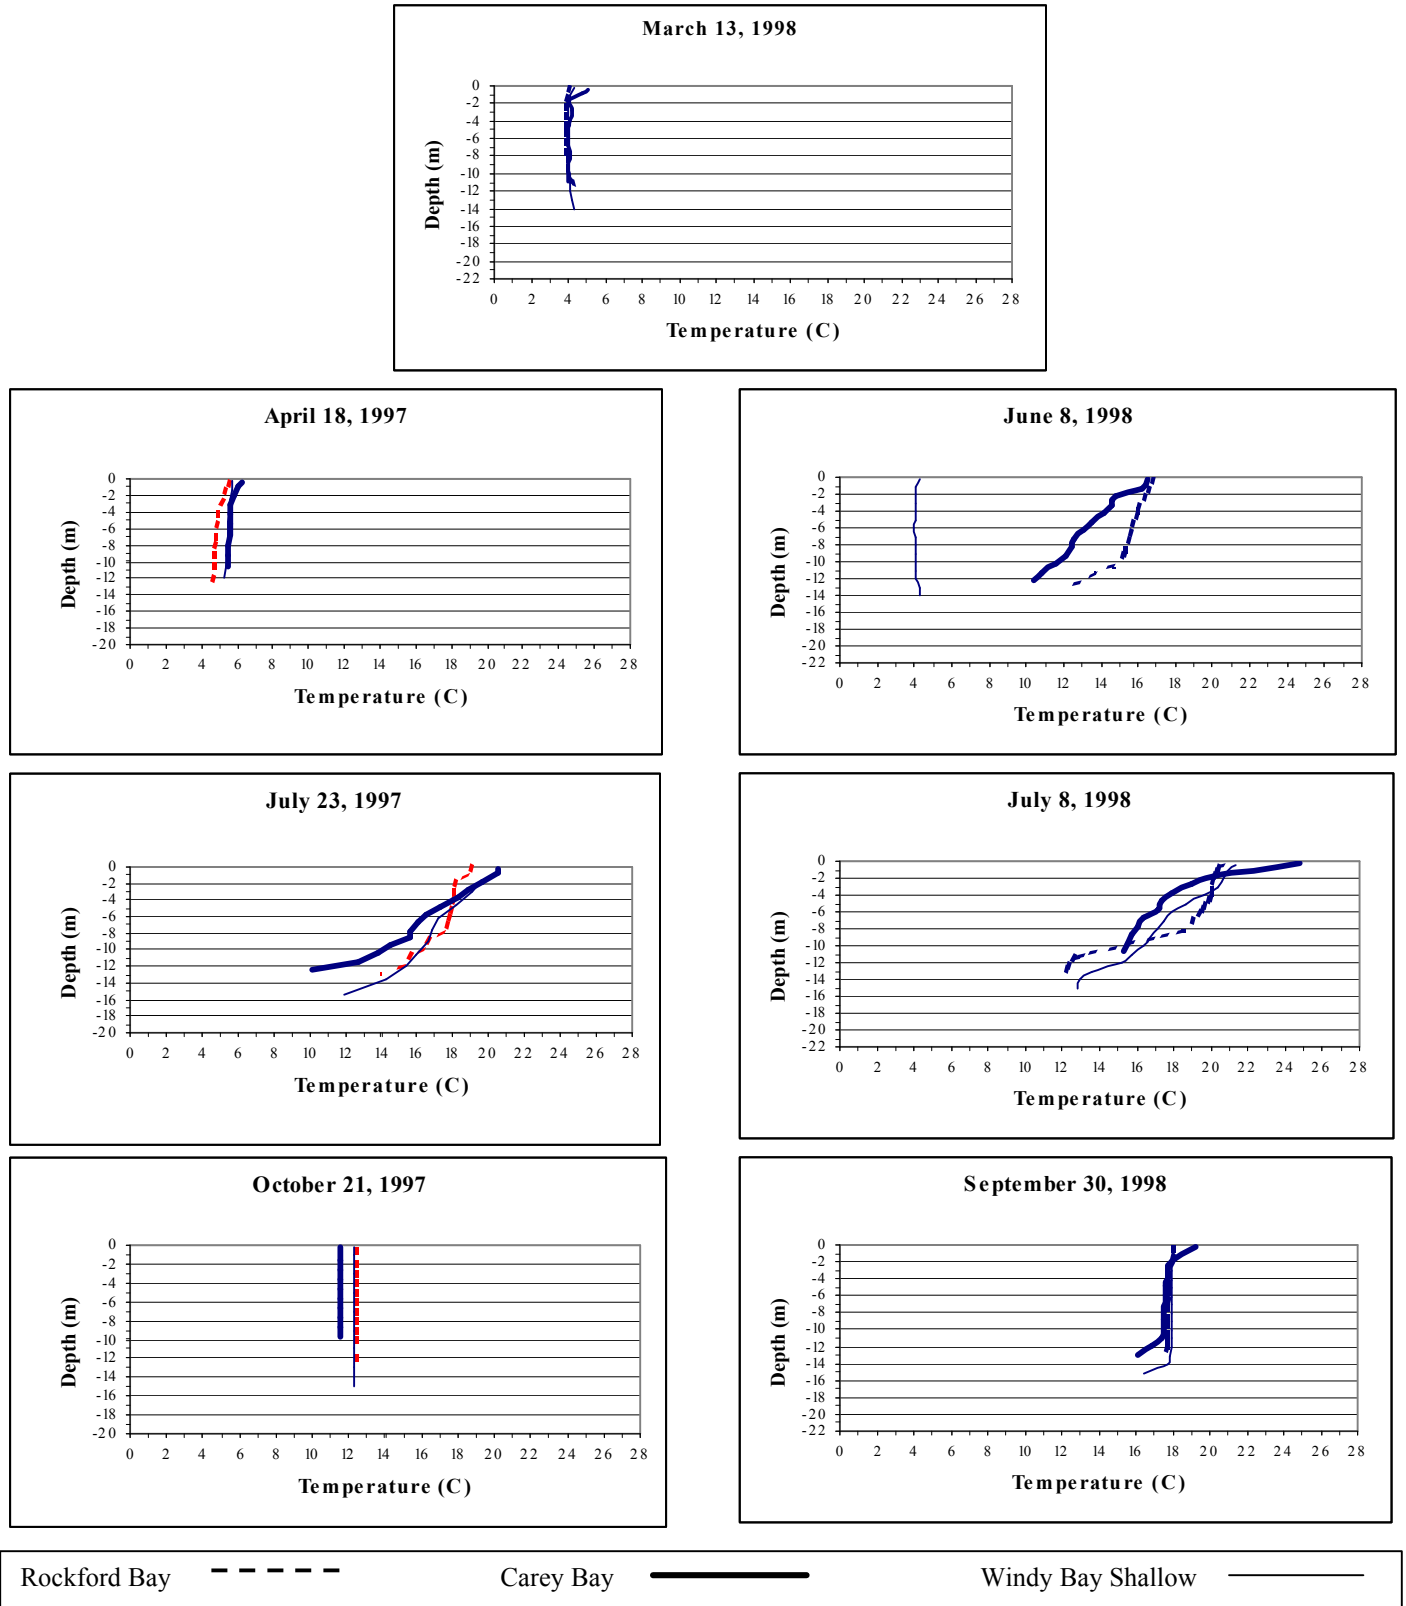 March 13, 1998
Depth (m)
0
-2
-4
-6
-8
-10
-12
-14
-16
-18
-20
-22
0 2 4 6 8 10 12 14 16 18 20 22 24 26 28
Temperature (C)
April 18, 1997
Depth (m)
0
-2
-4
-6
-8
-10
-12
-14
-16
-18
-20
0 2 4 6 8 10 12 14 16 18 20 22 24 26 28
Temperature (C)
June 8, 1998
Depth (m)
0
-2
-4
-6
-8
-10
-12
-14
-16
-18
-20
-22
0 2 4 6 8 10 12 14 16 18 20 22 24 26 28
Temperature (C)
July 23, 1997
Depth (m)
0
-2
-4
-6
-8
-10
-12
-14
-16
-18
-20
0 2 4 6 8 10 12 14 16 18 20 22 24 26 28
Temperature (C)
July 8, 1998
Depth (m)
0
-2
-4
-6
-8
-10
-12
-14
-16
-18
-20
-22
0 2 4 6 8 10 12 14 16 18 20 22 24 26 28
Temperature (C)
October 21, 1997
Depth (m)
0
-2
-4
-6
-8
-10
-12
-14
-16
-18
-20
0 2 4 6 8 10 12 14 16 18 20 22 24 26 28
Temperature (C)
September 30, 1998
Depth (m)
0
-2
-4
-6
-8
-10
-12
-14
-16
-18
-20
-22
0 2 4 6 8 10 12 14 16 18 20 22 24 26 28
Temperature (C)
Rockford Bay Carey Bay Windy Bay Shallow